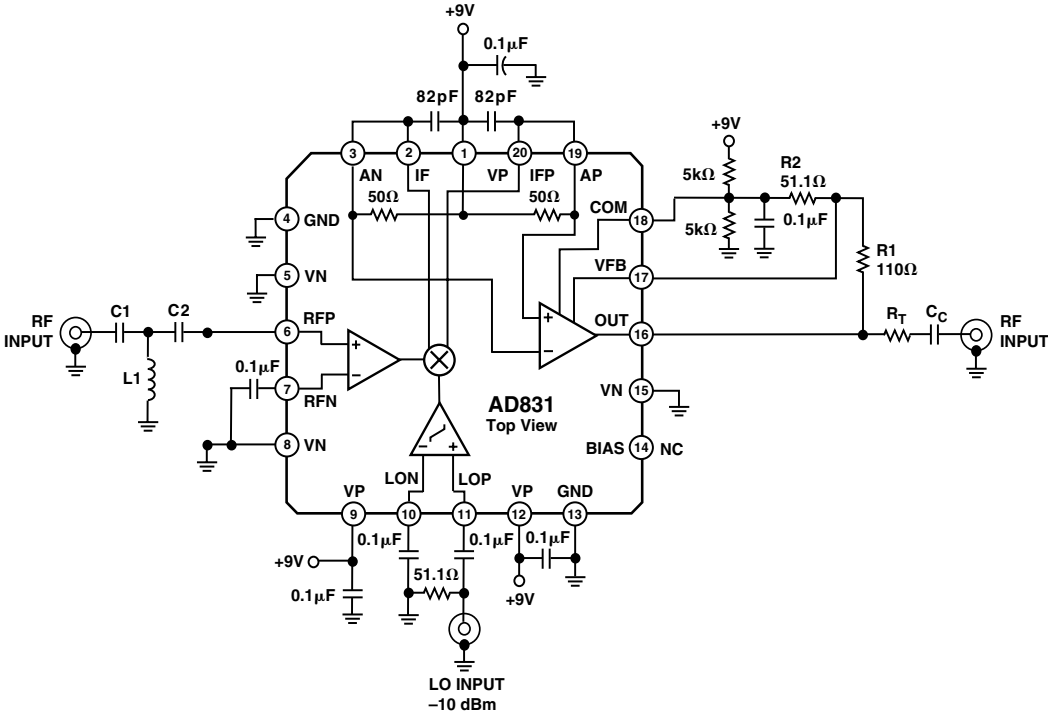 +9V
0.1μF
82pF 82pF
3 2 1 20 19
AN IF VP IFP AP
50Ω 50Ω
+9V
5kΩ
R2
51.1Ω
5kΩ
0.1μF
COM 18
4 GND
VFB 17
R1
110Ω
5 VN
RF
INPUT
C1 C2
L1
6 RFP
0.1μF
7 RFN
8 VN
+
–
+
–
OUT 16
RT CC
RF
INPUT
VN 15
BIAS 14 NC
AD831
Top View
– +
LON LOP
VP VP GND
9 10 11 12 13
0.1μF 0.1μF 0.1μF
+9V
51.1Ω
0.1μF
+9V
LO INPUT
–10 dBm